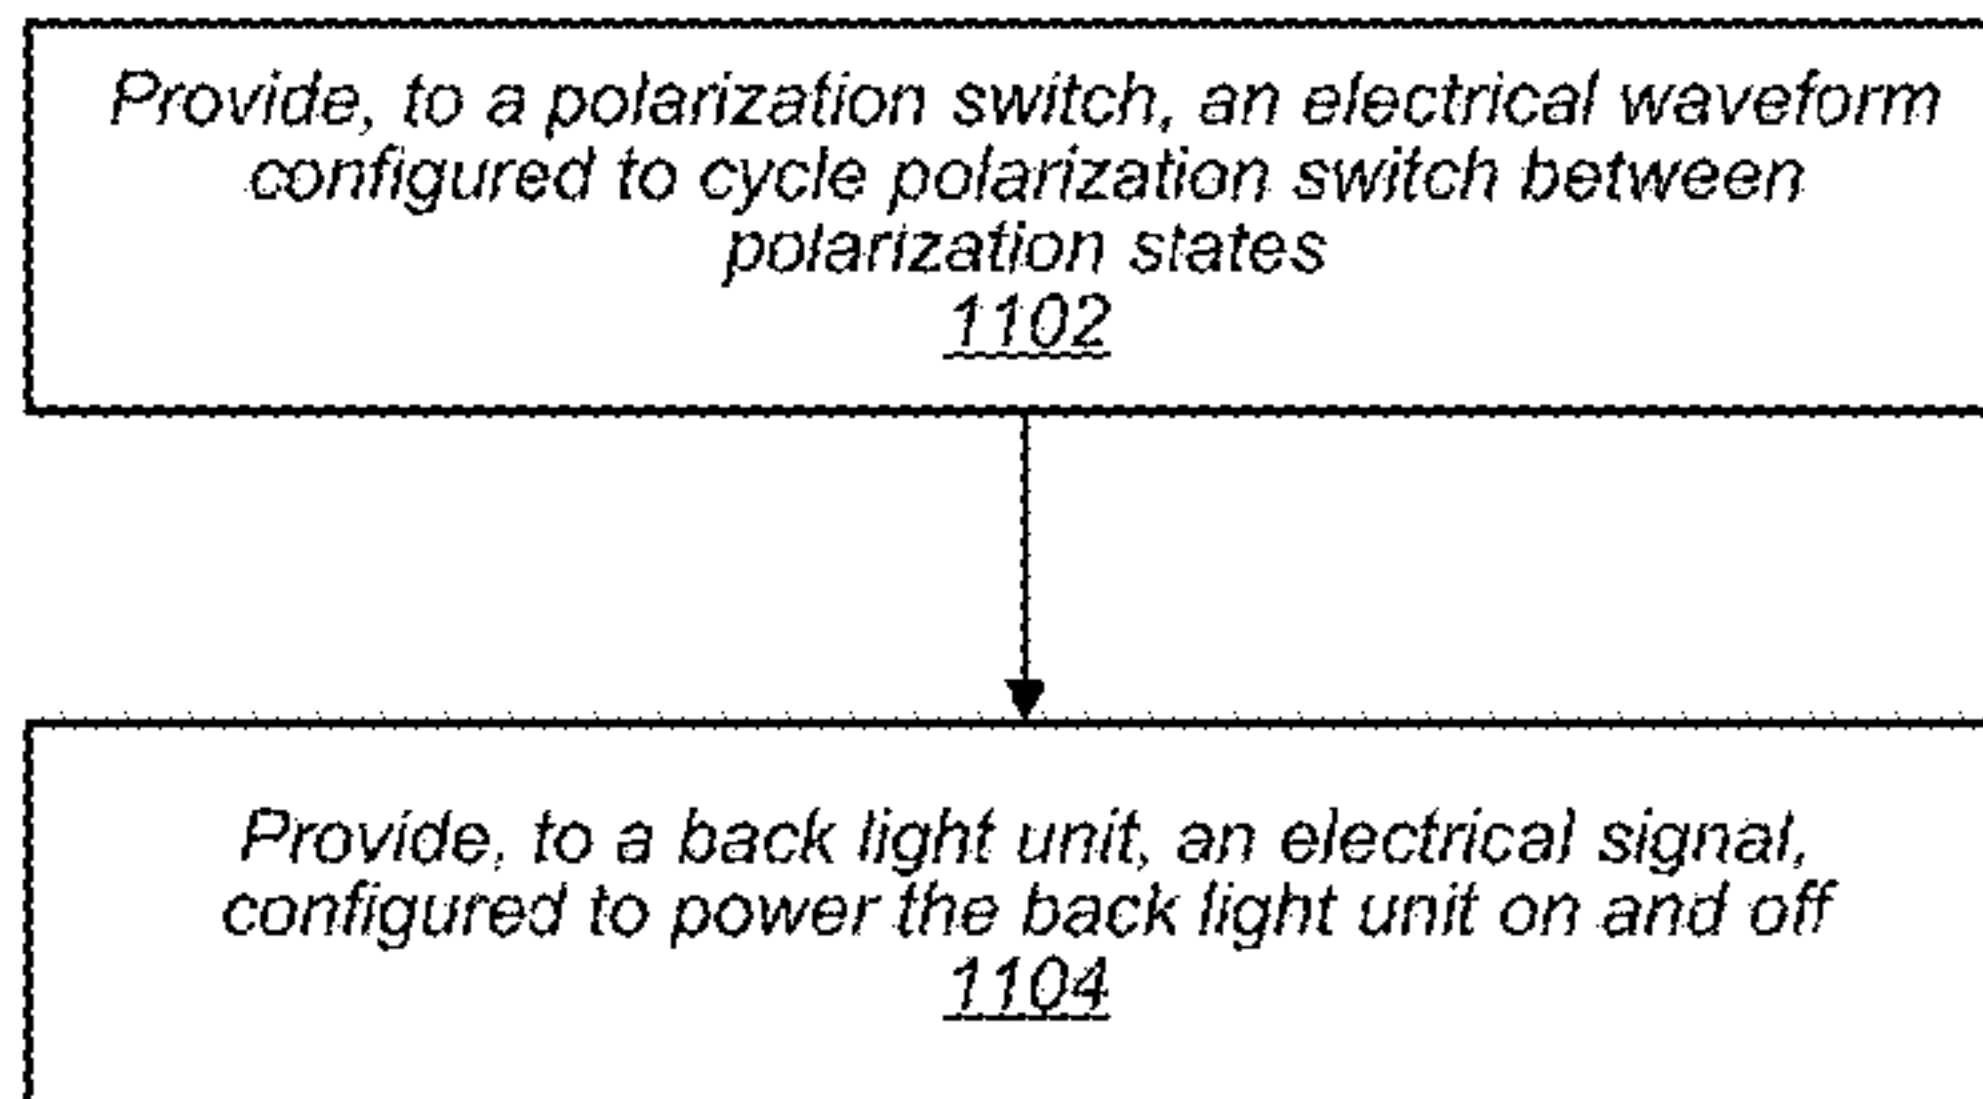 Provide, to a polarization switch, an electrical waveform
configured to cycle polarization switch between
polarization states
1102
Provide, to a back light unit, an electrical signal,
configured to power the back light unit on and off
1104